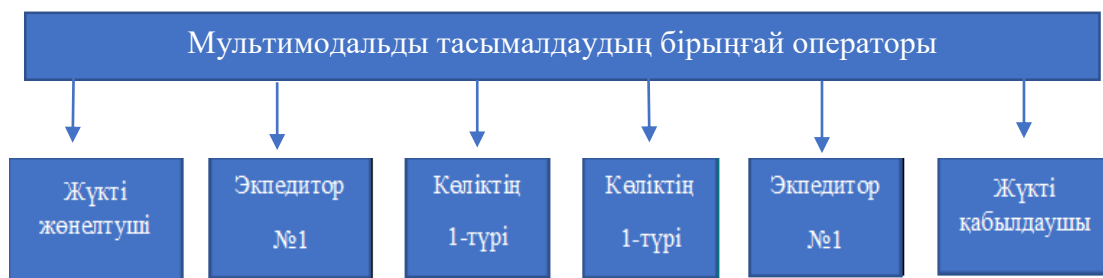 Мультимодальды тасымалдаудың бірыңғай операторы
Жүкті
жөнелтуші
Экпедитор
№1
Көліктің
1-түрі
Көліктің
1-түрі
Экпедитор
№1
Жүкті
қабылдаушы